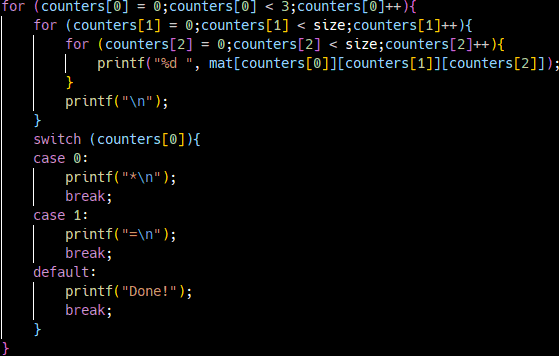 for (counters[0] = 0;counters[0] < 3;counters[0]++){
    for (counters[1] = 0;counters[1] < size;counters[1]++){
        for (counters[2] = 0;counters[2] < size;counters[2]++){
            printf("%d ", mat[counters[0]][counters[1]][counters[2]]);
        }
        printf("\n");
    }
    switch (counters[0]){
    case 0:
        printf("*\n");
        break;
    case 1:
        printf("=\n");
        break;
    default:
        printf("Done!");
        break;
    }
}